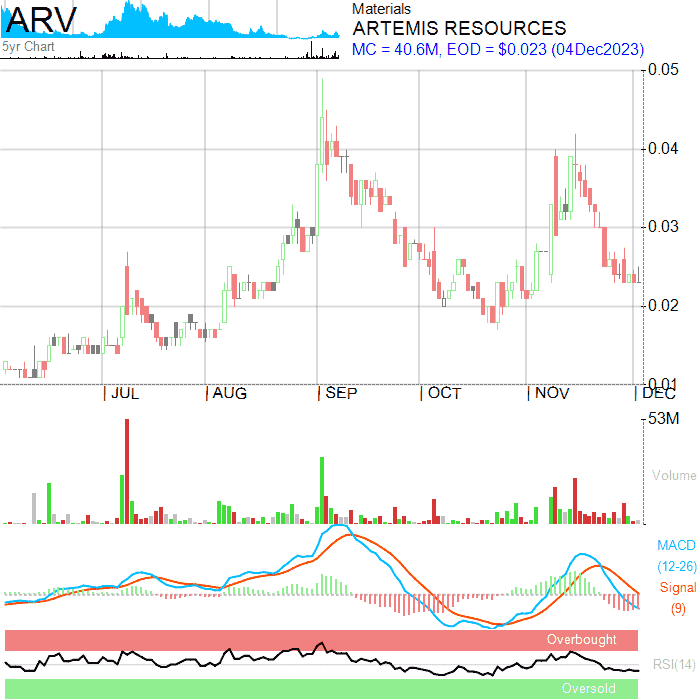 ARV
5yr Chart
Materials
ARTEMIS RESOURCES
MC = 40.6M, EOD = $0.023 (04Dec2023)
0.05
0.04
0.03
0.02
0.01
JUL
AUG
SEP
OCT
NOV
DEC
53M
Volume
MACD
(12-26)
Signal
(9)
Overbought
RSI(14)
Oversold